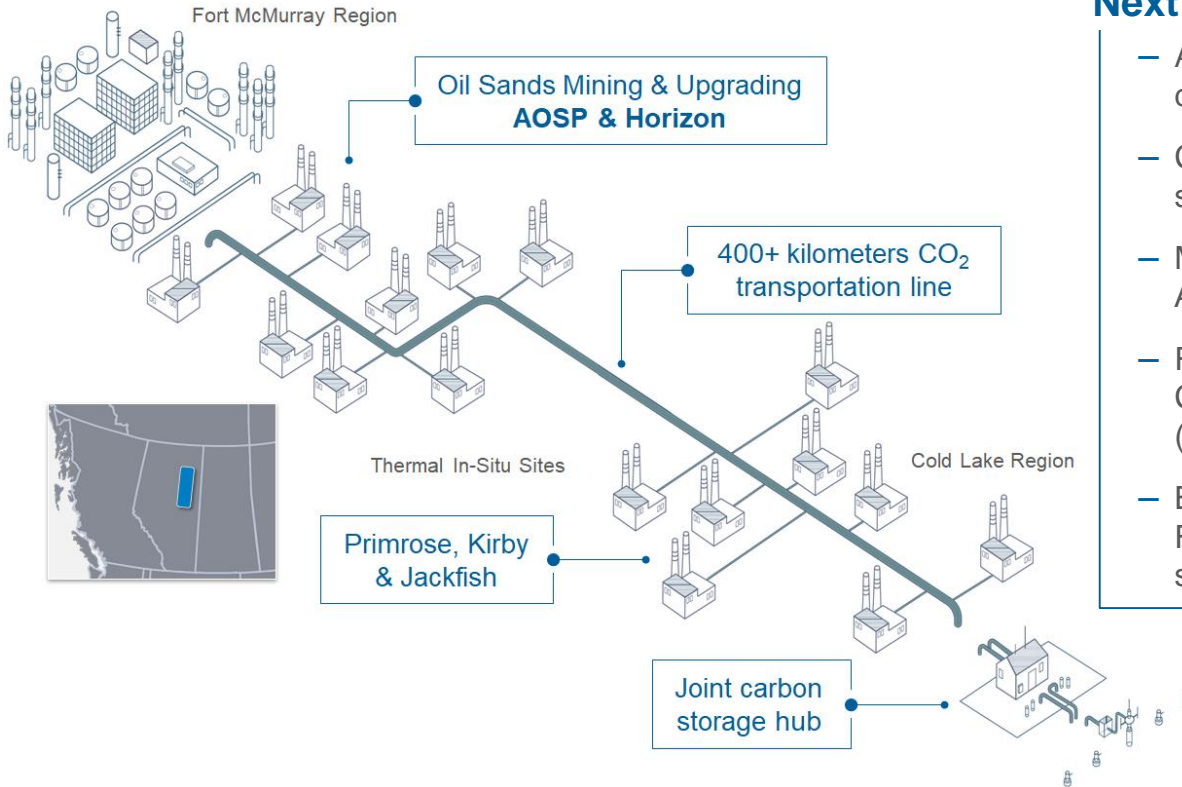 Fort McMurray Region
Oil Sands Mining & Upgrading
AOSP & Horizon
400+ kilometers CO₂
transportation line
Thermal In-Situ Sites
Cold Lake Region
Primrose, Kirby
& Jackfish
Joint carbon
storage hub
Next